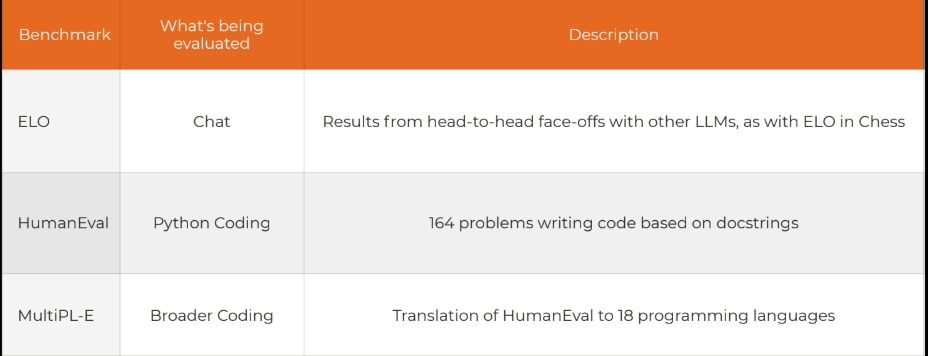 Benchmark
What's being
evaluated
Description
ELO
Chat
Results from head-to-head face-offs with other LLMs, as with ELO in Chess
HumanEval
Python Coding
164 problems writing code based on docstrings
MultiPL-E
Broader Coding
Translation of HumanEval to 18 programming languages